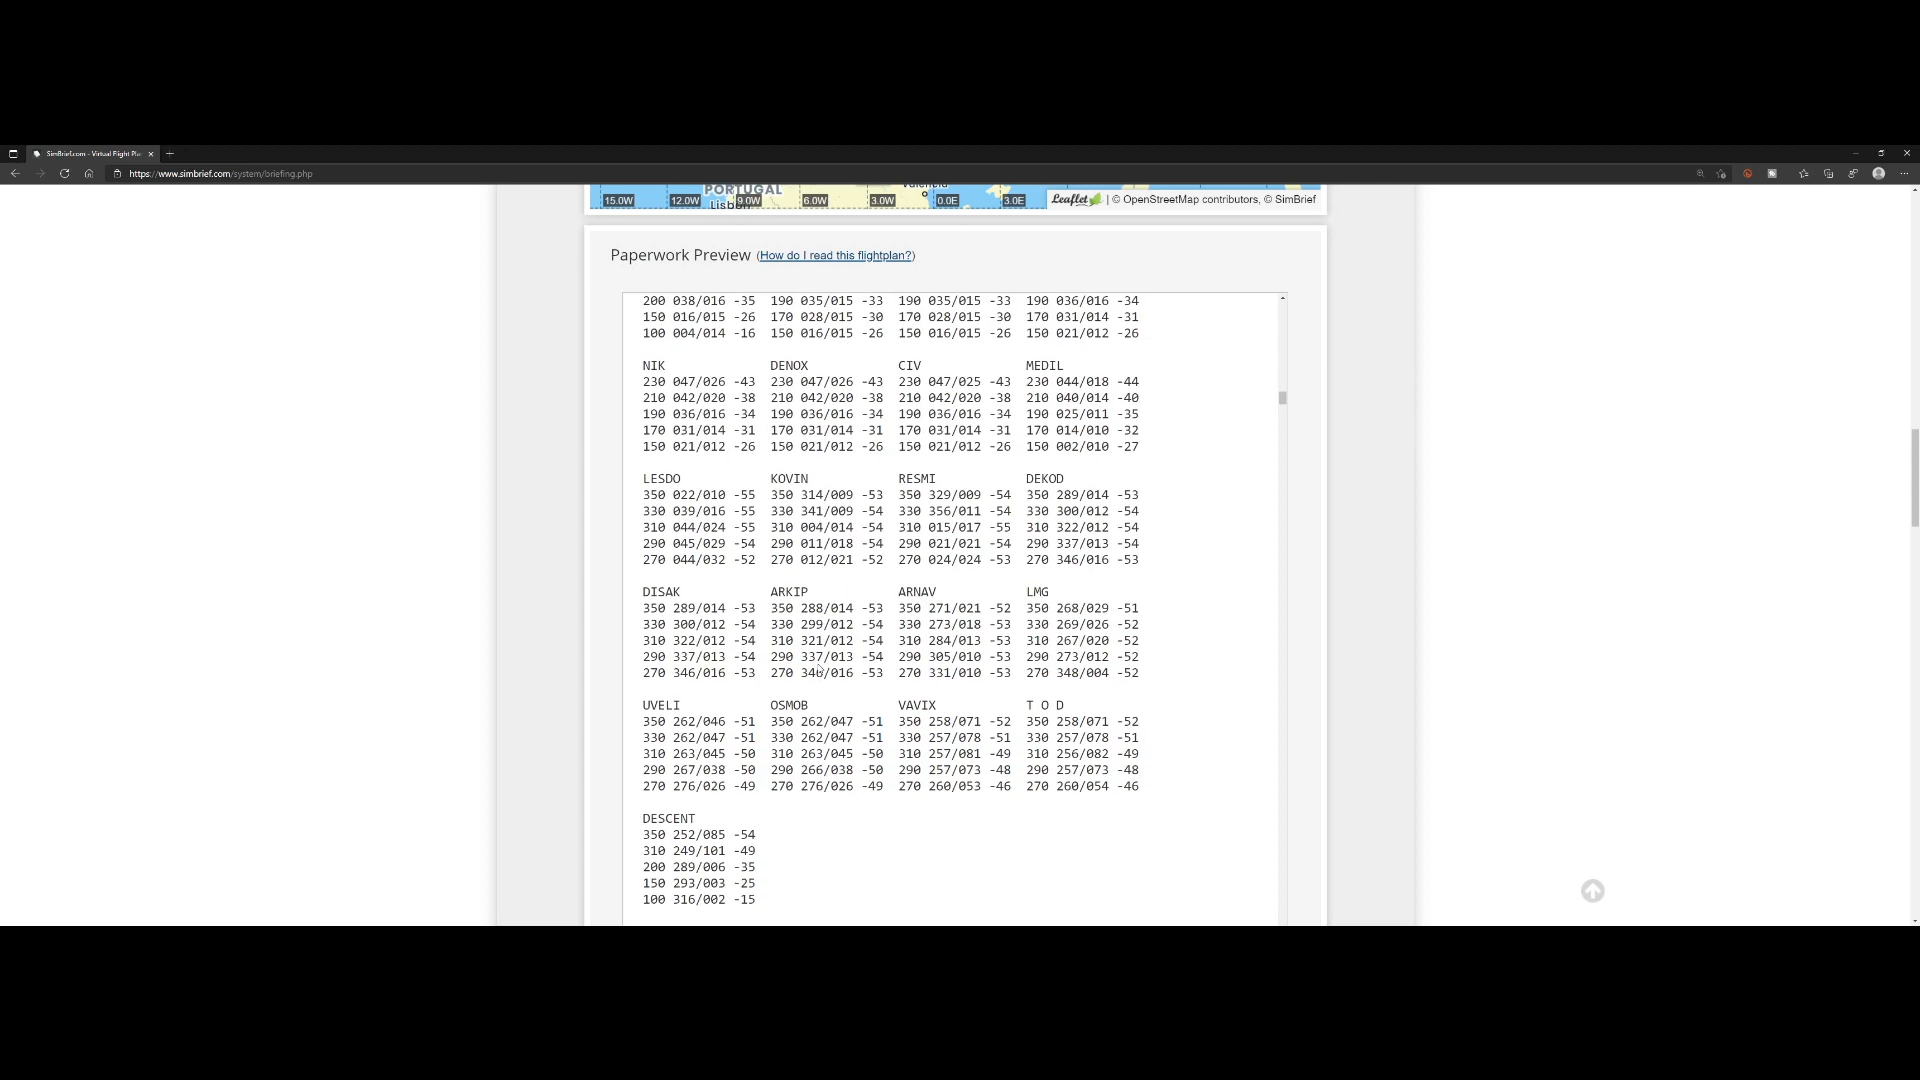 SimBrief.com - Virtual Flight Pla
https://www.simbrief.com/system/briefing.php
PORTUGAL
Lisbon
15.0W 12.0W 9.0W 6.0W 3.0W 0.0E 3.0E Leaflet | © OpenStreetMap contributors, © SimBrief
Paperwork Preview (How do I read this flightplan?)
200 038/016 -35 190 035/015 -33 190 035/015 -33 190 036/016 -34
150 016/015 -26 170 028/015 -30 170 028/015 -30 170 031/014 -31
100 004/014 -16 150 016/015 -26 150 016/015 -26 150 021/012 -26
NIK DENOX CIV MEDIL
230 047/026 -43 230 047/026 -43 230 047/025 -43 230 044/018 -44
210 042/020 -38 210 042/020 -38 210 042/020 -38 210 040/014 -40
190 036/016 -34 190 036/016 -34 190 036/016 -34 190 025/011 -35
170 031/014 -31 170 031/014 -31 170 031/014 -31 170 014/010 -32
150 021/012 -26 150 021/012 -26 150 021/012 -26 150 002/010 -27
LESDO KOVIN RESMI DEKOD
350 022/010 -55 350 314/009 -53 350 329/009 -54 350 289/014 -53
330 039/016 -55 330 341/009 -54 330 356/011 -54 330 300/012 -54
310 044/024 -55 310 004/014 -54 310 015/017 -55 310 322/012 -54
290 045/029 -54 290 011/018 -54 290 021/021 -54 290 337/013 -54
270 044/032 -52 270 012/021 -52 270 024/024 -53 270 346/016 -53
DISAK ARKIP ARNAV LMG
350 289/014 -53 350 288/014 -53 350 271/021 -52 350 268/029 -51
330 300/012 -54 330 299/012 -54 330 273/018 -53 330 269/026 -52
310 322/012 -54 310 321/012 -54 310 284/013 -53 310 267/020 -52
290 337/013 -54 290 337/013 -54 290 305/010 -53 290 273/012 -52
270 346/016 -53 270 346/016 -53 270 331/010 -53 270 348/004 -52
UVELI OSMOB VAVIX T O D
350 262/046 -51 350 262/047 -51 350 258/071 -52 350 258/071 -52
330 262/047 -51 330 262/047 -51 330 257/078 -51 330 257/078 -51
310 263/045 -50 310 263/045 -50 310 257/081 -49 310 256/082 -49
290 267/038 -50 290 266/038 -50 290 257/073 -48 290 257/073 -48
270 276/026 -49 270 276/026 -49 270 260/053 -46 270 260/054 -46
DESCENT
350 252/085 -54
310 249/101 -49
200 289/006 -35
150 293/003 -25
100 316/002 -15